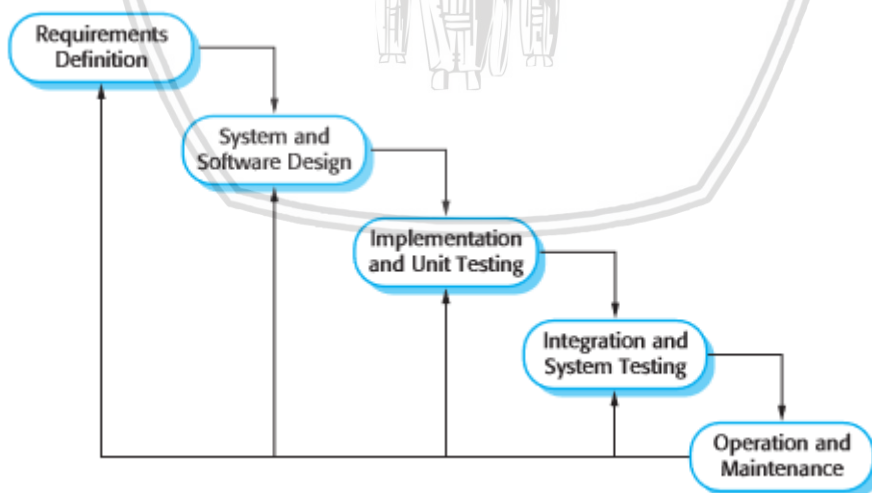 Requirements
Definition
System and
Software Design
Implementation
and Unit Testing
Integration and
System Testing
Operation and
Maintenance